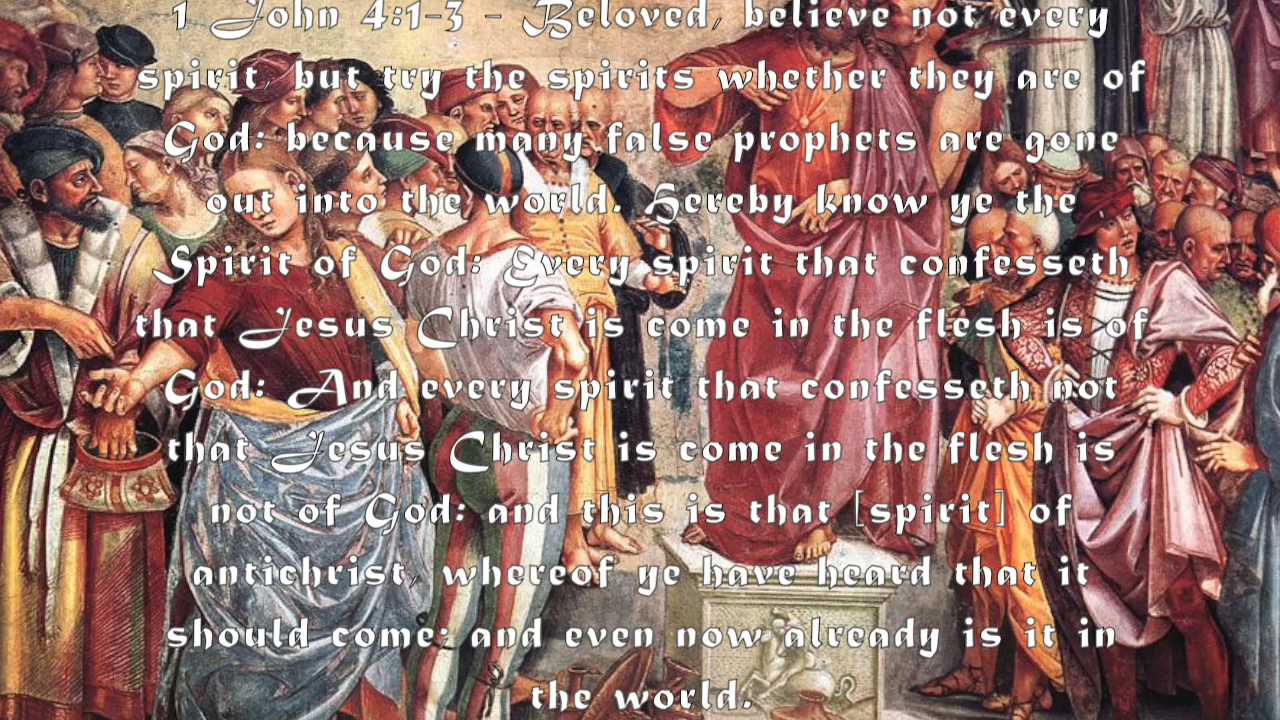 1 John 4:1-3 - Beloved, believe not every
spirit, but try the spirits whether they are of
God: because many false prophets are gone
out into the world. Hereby know ye the
Spirit of God: Every spirit that confesseth
that Jesus Christ is come in the flesh is of
God: And every spirit that confesseth not
that Jesus Christ is come in the flesh is
not of God: and this is that [spirit] of
antichrist, whereof ye have heard that it
should come; and even now already is it in
the world.